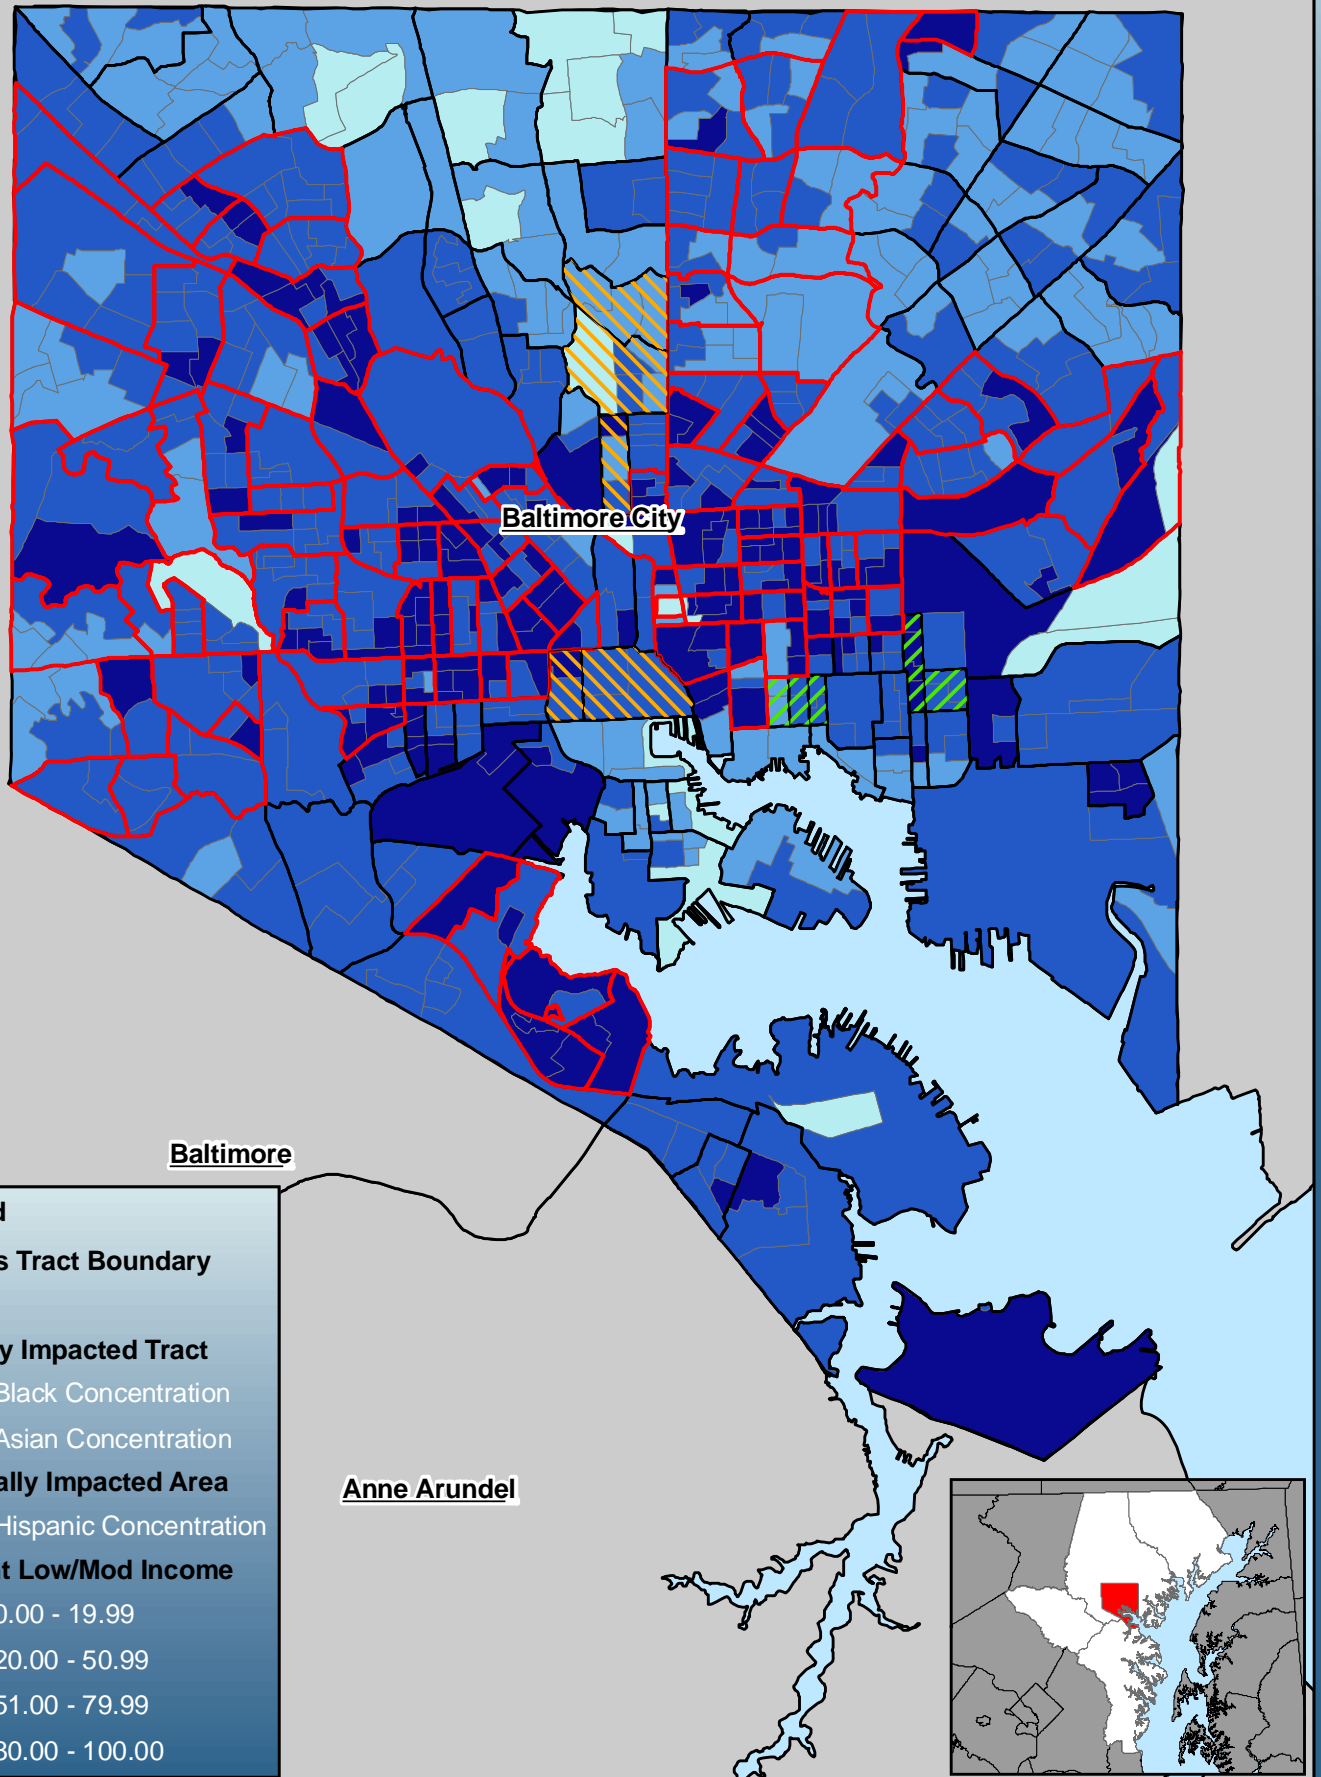 Baltimore City
Baltimore
s Tract Boundary
y Impacted Tract
Black Concentration
Asian Concentration
ally Impacted Area
Anne Arundel
Hispanic Concentration
t Low/Mod Income
0.00 - 19.99
20.00 - 50.99
51.00 - 79.99
80.00 - 100.00